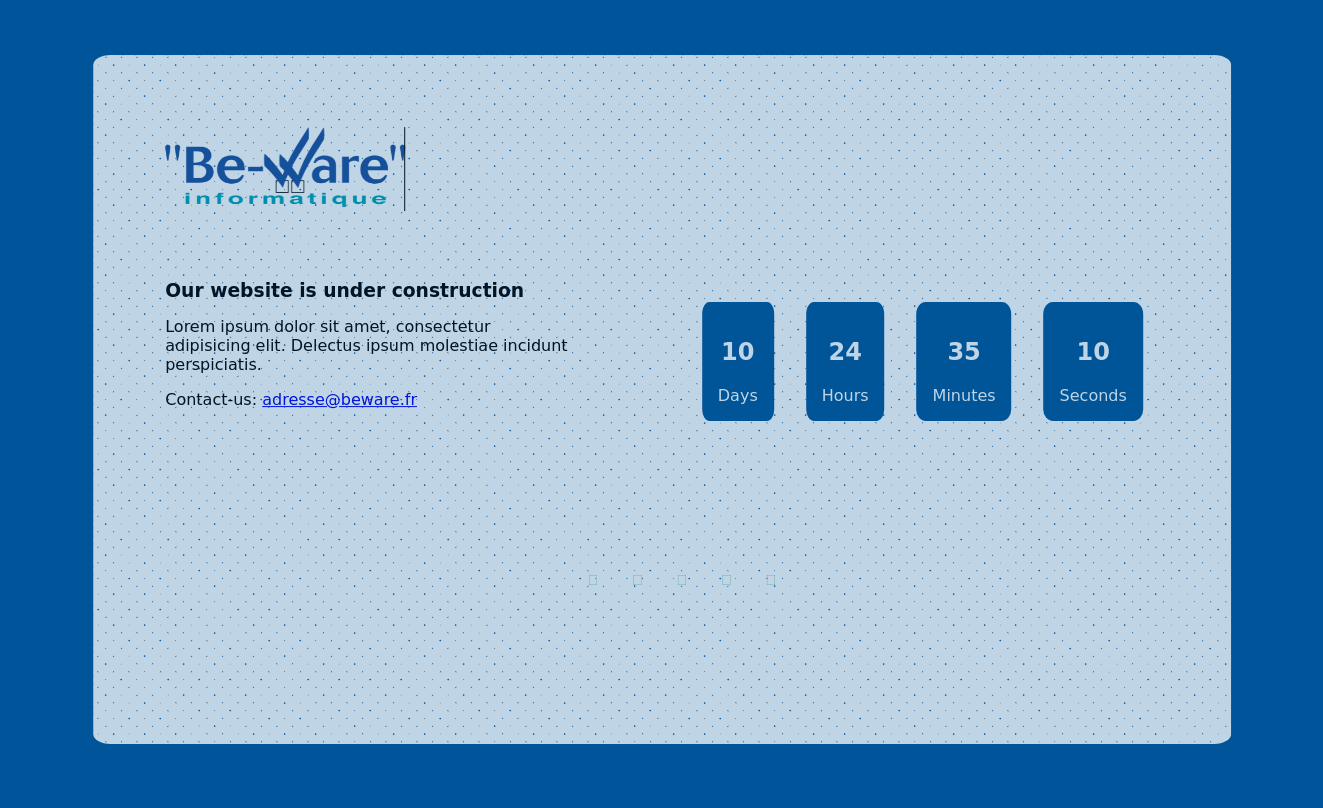 "Be-Ware"
informatique
Our website is under construction
Lorem ipsum dolor sit amet, consectetur
adipisicing elit. Delectus ipsum molestiae incidunt
perspiciatis.
Contact-us: adresse@beware.fr
10 24 35 10
Days Hours Minutes Seconds